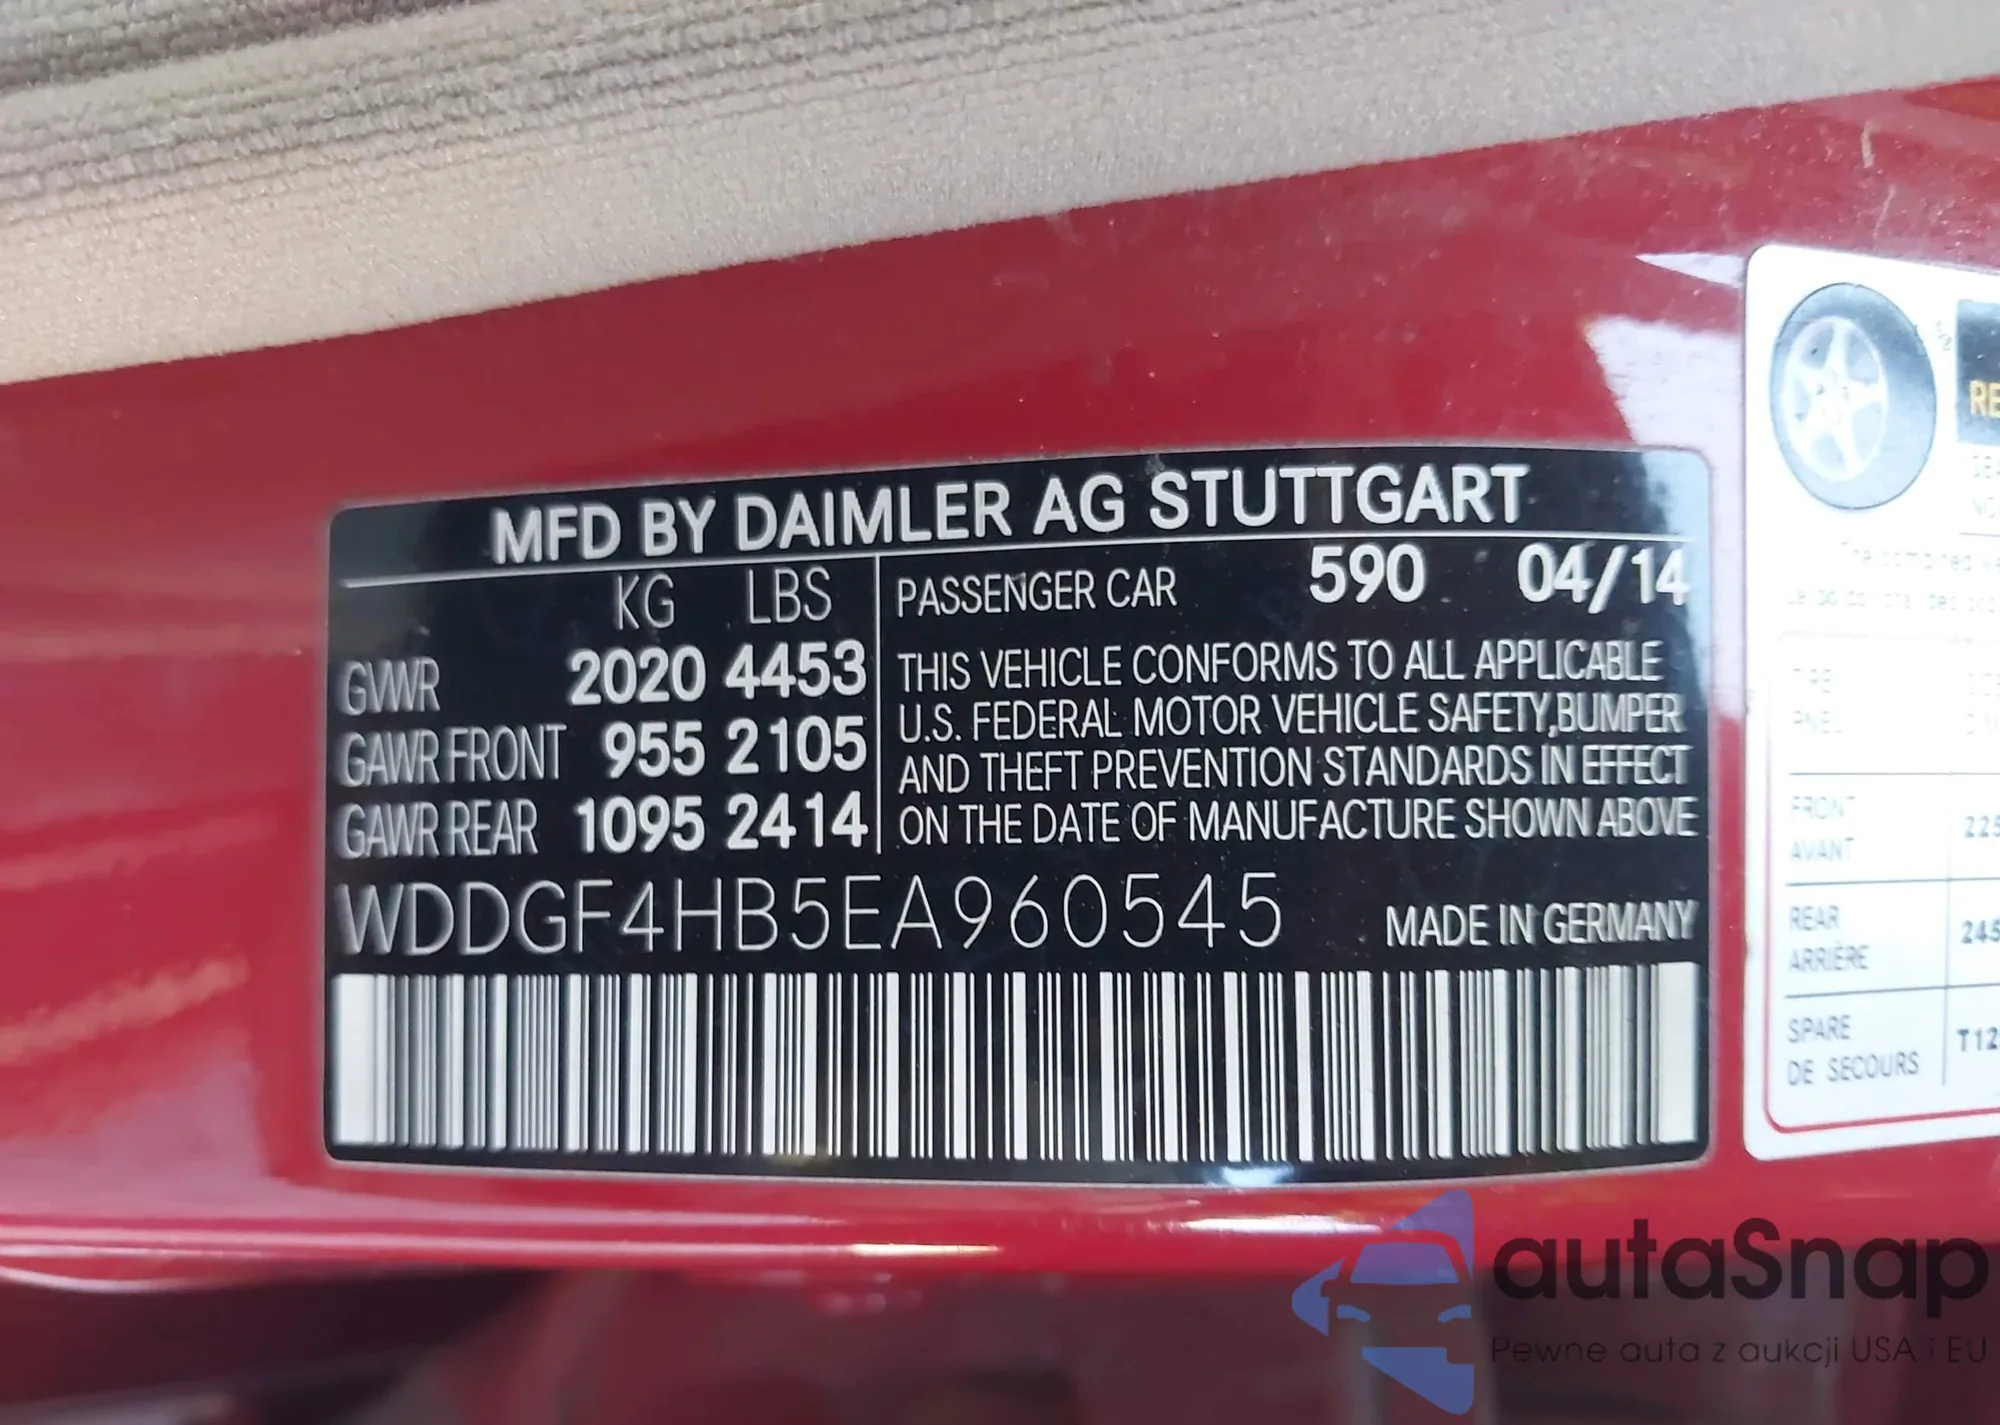 MFD BY DAIMLER AG STUTTGART
KG LBS
GVWR 2020 4453
GAWR FRONT 955 2105
GAWR REAR 1095 2414
PASSENGER CAR 590 04/14
THIS VEHICLE CONFORMS TO ALL APPLICABLE
U.S. FEDERAL MOTOR VEHICLE SAFETY,BUMPER
AND THEFT PREVENTION STANDARDS IN EFFECT
ON THE DATE OF MANUFACTURE SHOWN ABOVE
WDDGF4HB5EA960545 MADE IN GERMANY
The combined
FRONT
AVANT
REAR
ARRIÈRE
SPARE
DE SECOURS
autaSnap
Pewne auta z aukcji USA i EU